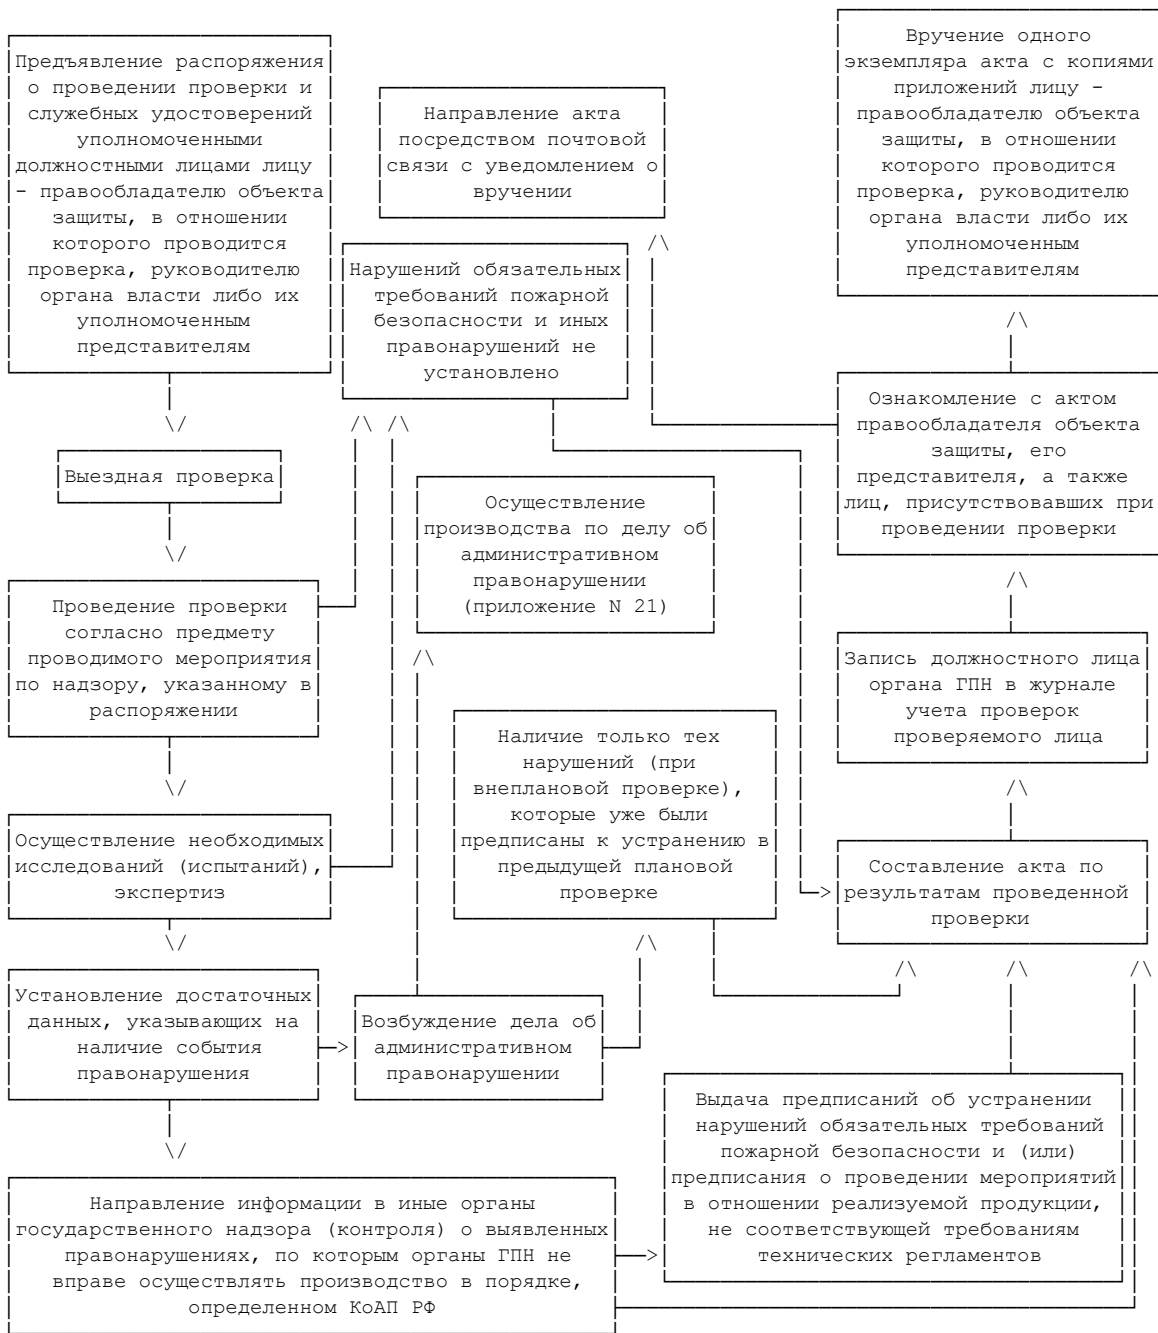 Предъявление распоряжения
о проведении проверки и
служебных удостоверений
уполномоченными
должностными лицами лицу
- правообладателю объекта
защиты, в отношении
которого проводится
проверка, руководителю
органа власти либо их
уполномоченным
представителям
Направление акта
посредством почтовой
связи с уведомлением о
вручении
Вручение одного
экземпляра акта с копиями
приложений лицу -
правообладателю объекта
защиты, в отношении
которого проводится
проверка, руководителю
органа власти либо их
уполномоченным
представителям
Нарушений обязательных
требований пожарной
безопасности и иных
правонарушений не
установлено
Ознакомление с актом
правообладателя объекта
защиты, его
представителя, а также
лиц, присутствовавших при
проведении проверки
Выездная проверка
Осуществление
производства по делу об
административном
правонарушении
(приложение N 21)
Проведение проверки
согласно предмету
проводимого мероприятия
по надзору, указанному в
распоряжении
Запись должностного лица
органа ГПН в журнале
учета проверок
проверяемого лица
Наличие только тех
нарушений (при
внеплановой проверке),
которые уже были
предписаны к устранению в
предыдущей плановой
проверке
Осуществление необходимых
исследований (испытаний),
экспертиз
Составление акта по
результатам проведенной
проверки
Установление достаточных
данных, указывающих на
наличие события
правонарушения
Возбуждение дела об
административном
правонарушении
Выдача предписаний об устранении
нарушений обязательных требований
пожарной безопасности и (или)
предписания о проведении мероприятий
в отношении реализуемой продукции,
не соответствующей требованиям
технических регламентов
Направление информации в иные органы
государственного надзора (контроля) о выявленных
правонарушениях, по которым органы ГПН не
вправе осуществлять производство в порядке,
определенном КоАП РФ